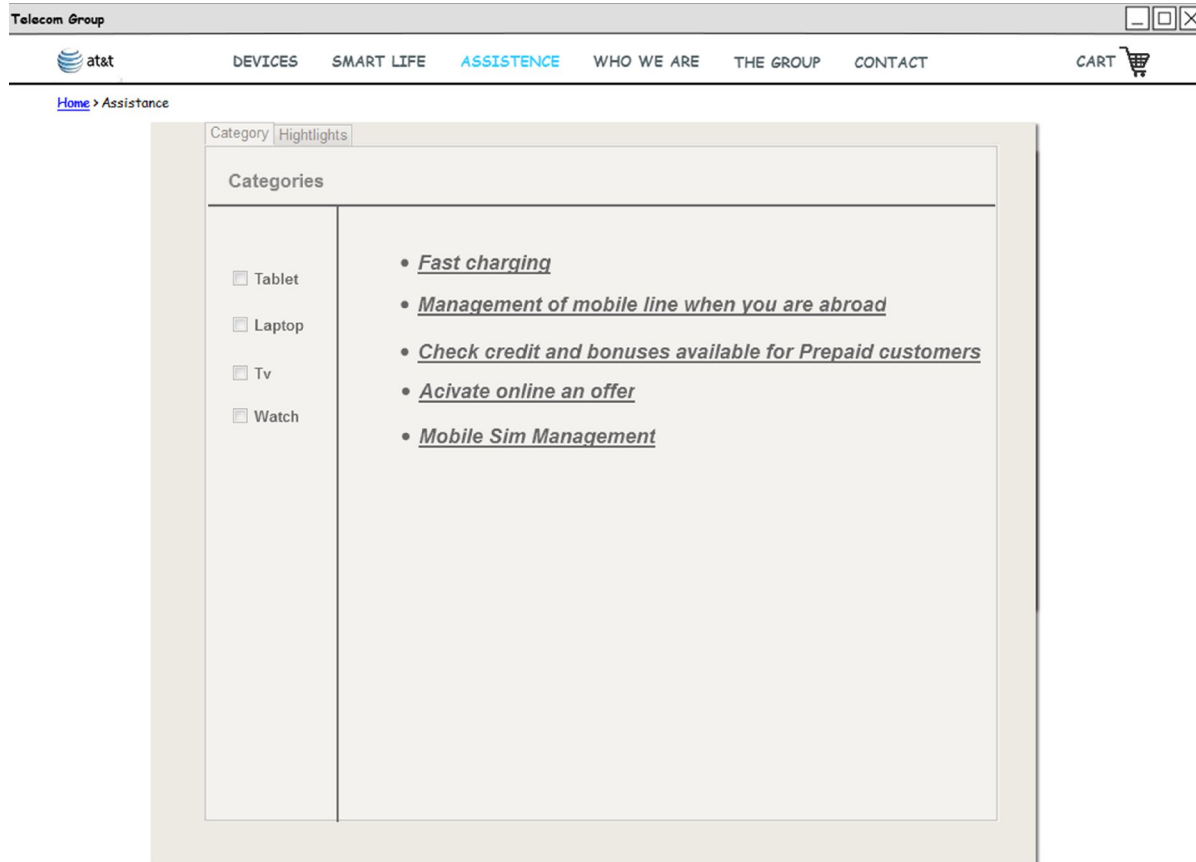 Telecom Group
at&t
DEVICES SMART LIFE ASSISTENCE WHO WE ARE THE GROUP CONTACT CART
Home > Assistance
Category Hightlights
Categories
Tablet
Laptop
Tv
Watch
• Fast charging
• Management of mobile line when you are abroad
• Check credit and bonuses available for Prepaid customers
• Acivate online an offer
• Mobile Sim Management